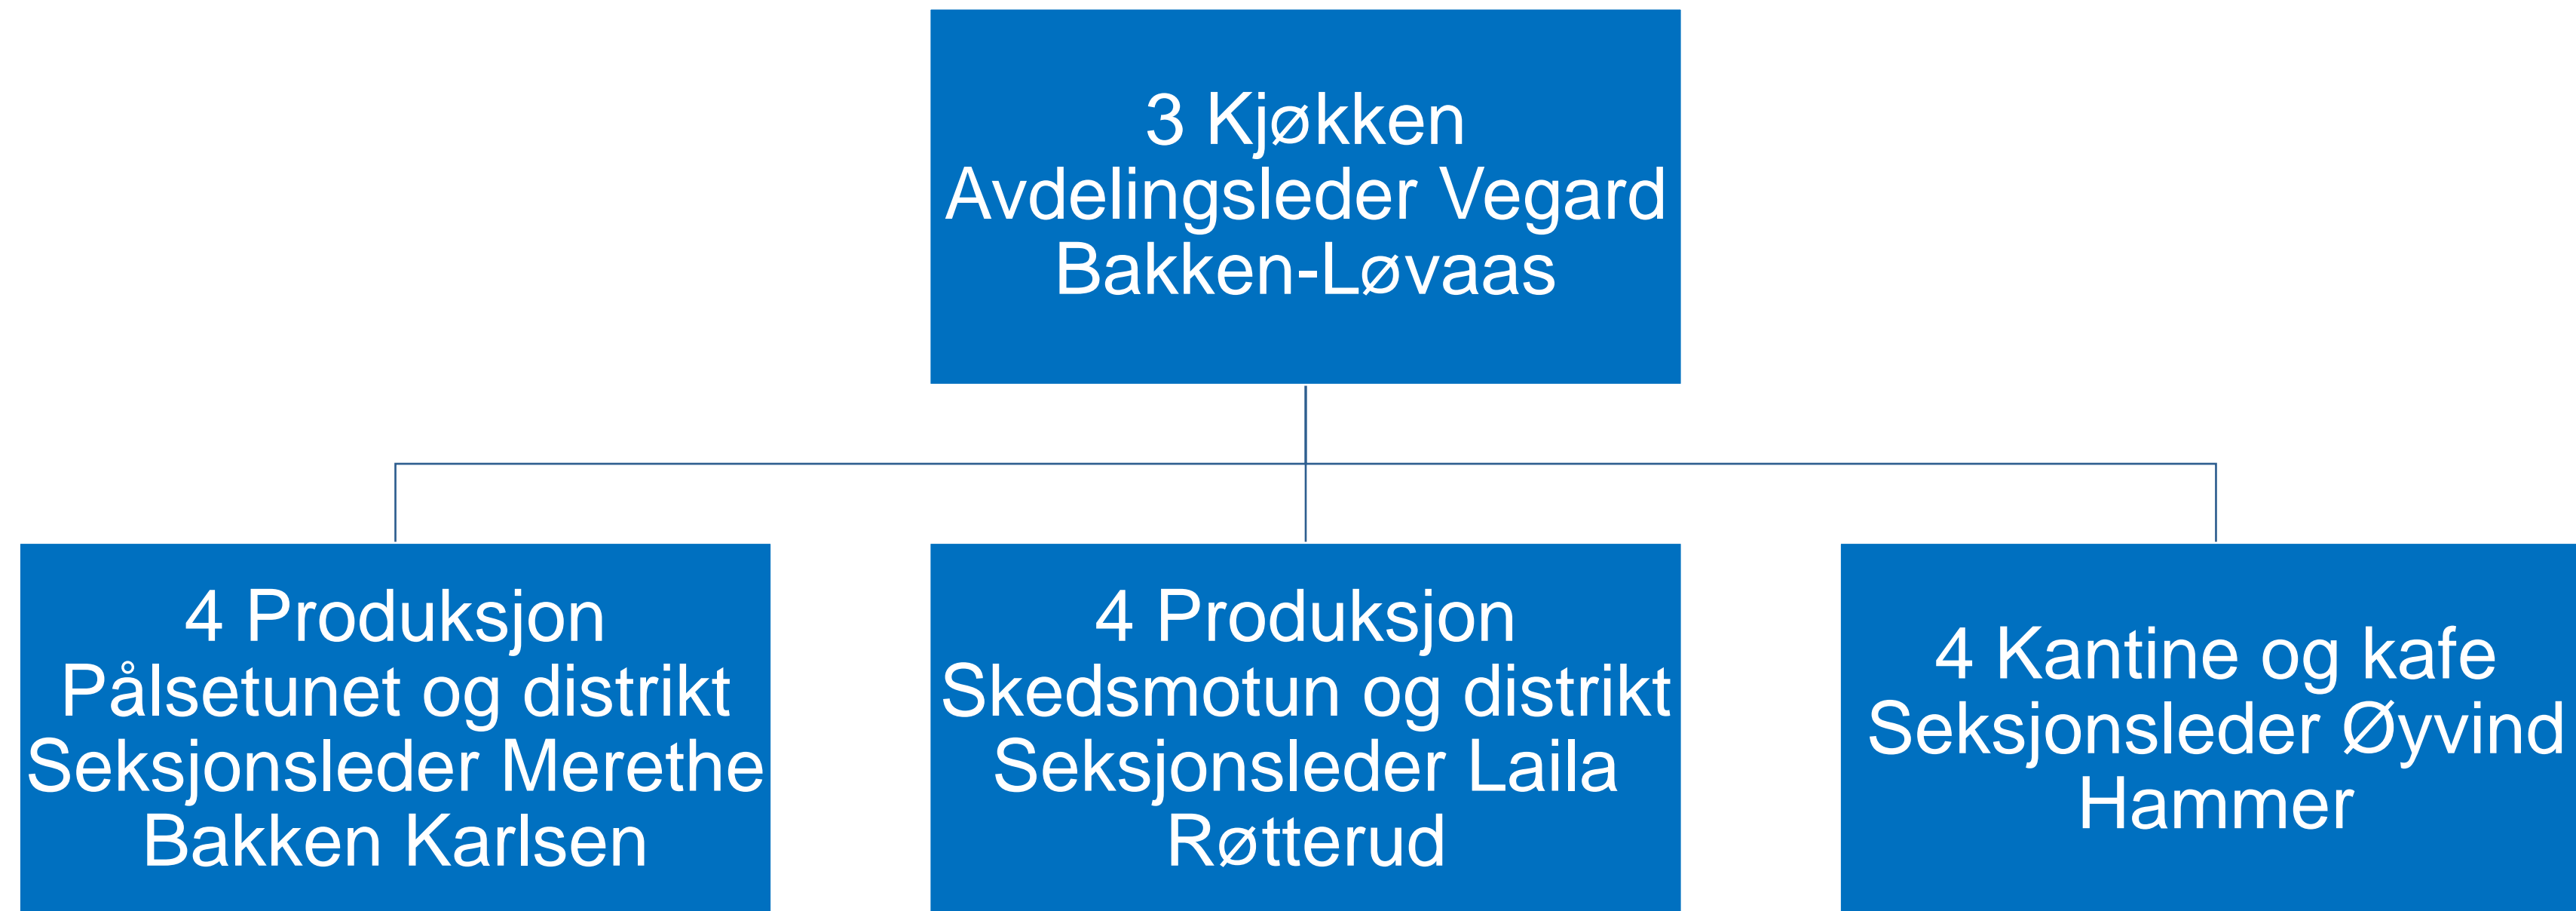 3 Kjøkken
Avdelingsleder Vegard
Bakken-Løvaas
4 Produksjon
Pålsetunet og distrikt
Seksjonsleder Merethe
Bakken Karlsen
4 Produksjon
Skedsmotun og distrikt
Seksjonsleder Laila
Røtterud
4 Kantine og kafe
Seksjonsleder Øyvind
Hammer